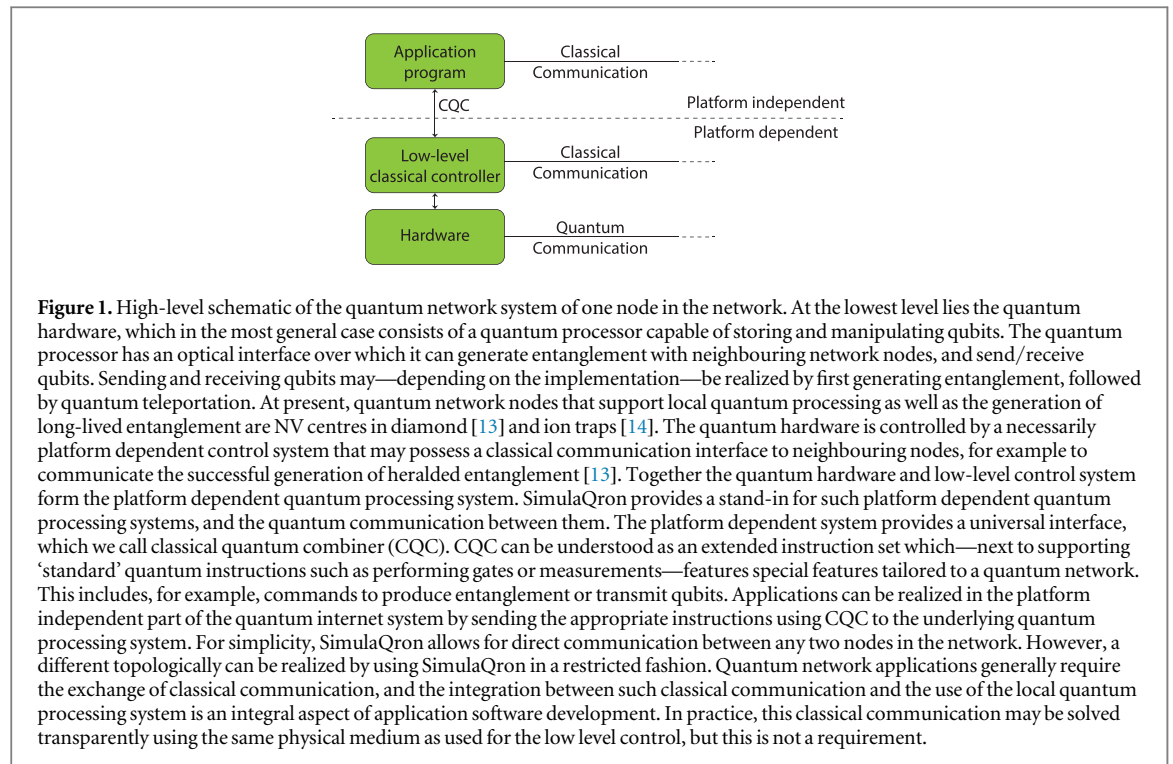 Application
program
Classical
Communication
CQC
Platform independent
Platform dependent
Low-level
classical controller
Classical
Communication
Hardware
Quantum
Communication
Figure 1. High-level schematic of the quantum network system of one node in the network. At the lowest level lies the quantum
hardware, which in the most general case consists of a quantum processor capable of storing and manipulating qubits. The quantum
processor has an optical interface over which it can generate entanglement with neighbouring network nodes, and send/receive
qubits. Sending and receiving qubits may—depending on the implementation—be realized by first generating entanglement, followed
by quantum teleportation. At present, quantum network nodes that support local quantum processing as well as the generation of
long-lived entanglement are NV centres in diamond [13] and ion traps [14]. The quantum hardware is controlled by a necessarily
platform dependent control system that may possess a classical communication interface to neighbouring nodes, for example to
communicate the successful generation of heralded entanglement [13]. Together the quantum hardware and low-level control system
form the platform dependent quantum processing system. SimulaQron provides a stand-in for such platform dependent quantum
processing systems, and the quantum communication between them. The platform dependent system provides a universal interface,
which we call classical quantum combiner (CQC). CQC can be understood as an extended instruction set which—next to supporting
‘standard’ quantum instructions such as performing gates or measurements—features special features tailored to a quantum network.
This includes, for example, commands to produce entanglement or transmit qubits. Applications can be realized in the platform
independent part of the quantum internet system by sending the appropriate instructions using CQC to the underlying quantum
processing system. For simplicity, SimulaQron allows for direct communication between any two nodes in the network. However, a
different topologically can be realized by using SimulaQron in a restricted fashion. Quantum network applications generally require
the exchange of classical communication, and the integration between such classical communication and the use of the local quantum
processing system is an integral aspect of application software development. In practice, this classical communication may be solved
transparently using the same physical medium as used for the low level control, but this is not a requirement.